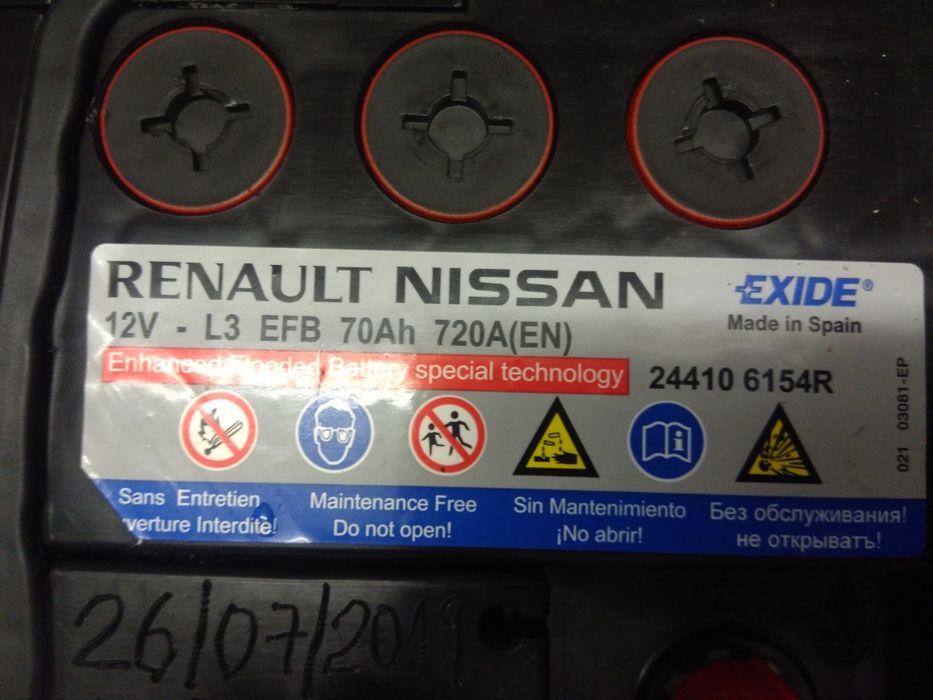 RENAULT NISSAN
EXIDE®
Made in Spain
12V - L3 EFB 70Ah 720A(EN)
Enhanced Flooded Battery special technology
24410 6154R
021 03081-EP
Sans Entretien
verture Interdite!
Maintenance Free
Do not open!
Sin Mantenimiento
¡No abrir!
Без обслуживания!
не открыватъ!
26/07/2019